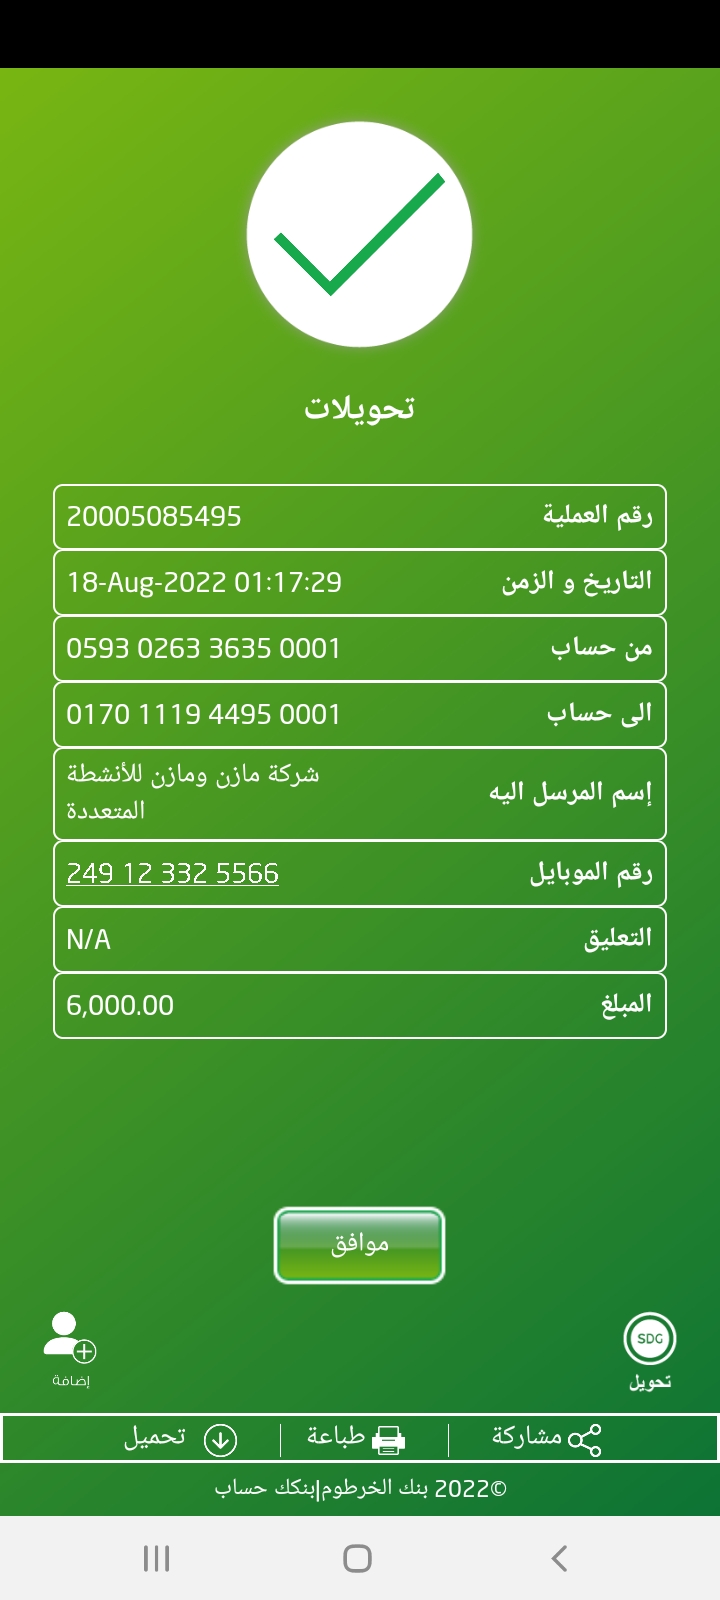 تحويلات
رقم العملية 20005085495
التاريخ و الزمن 18-Aug-2022 01:17:29
من حساب 0593 0263 3635 0001
الى حساب 0170 1119 4495 0001
إسم المرسل اليه شركة مازن ومازن للأنشطة
المتعددة
رقم الموبايل 249 12 332 5566
التعليق N/A
المبلغ 6,000.00
موافق
SDG
تحويل
إضافة
مشاركة
طباعة
تحميل
©2022 بنك الخرطوم|بنكك حساب